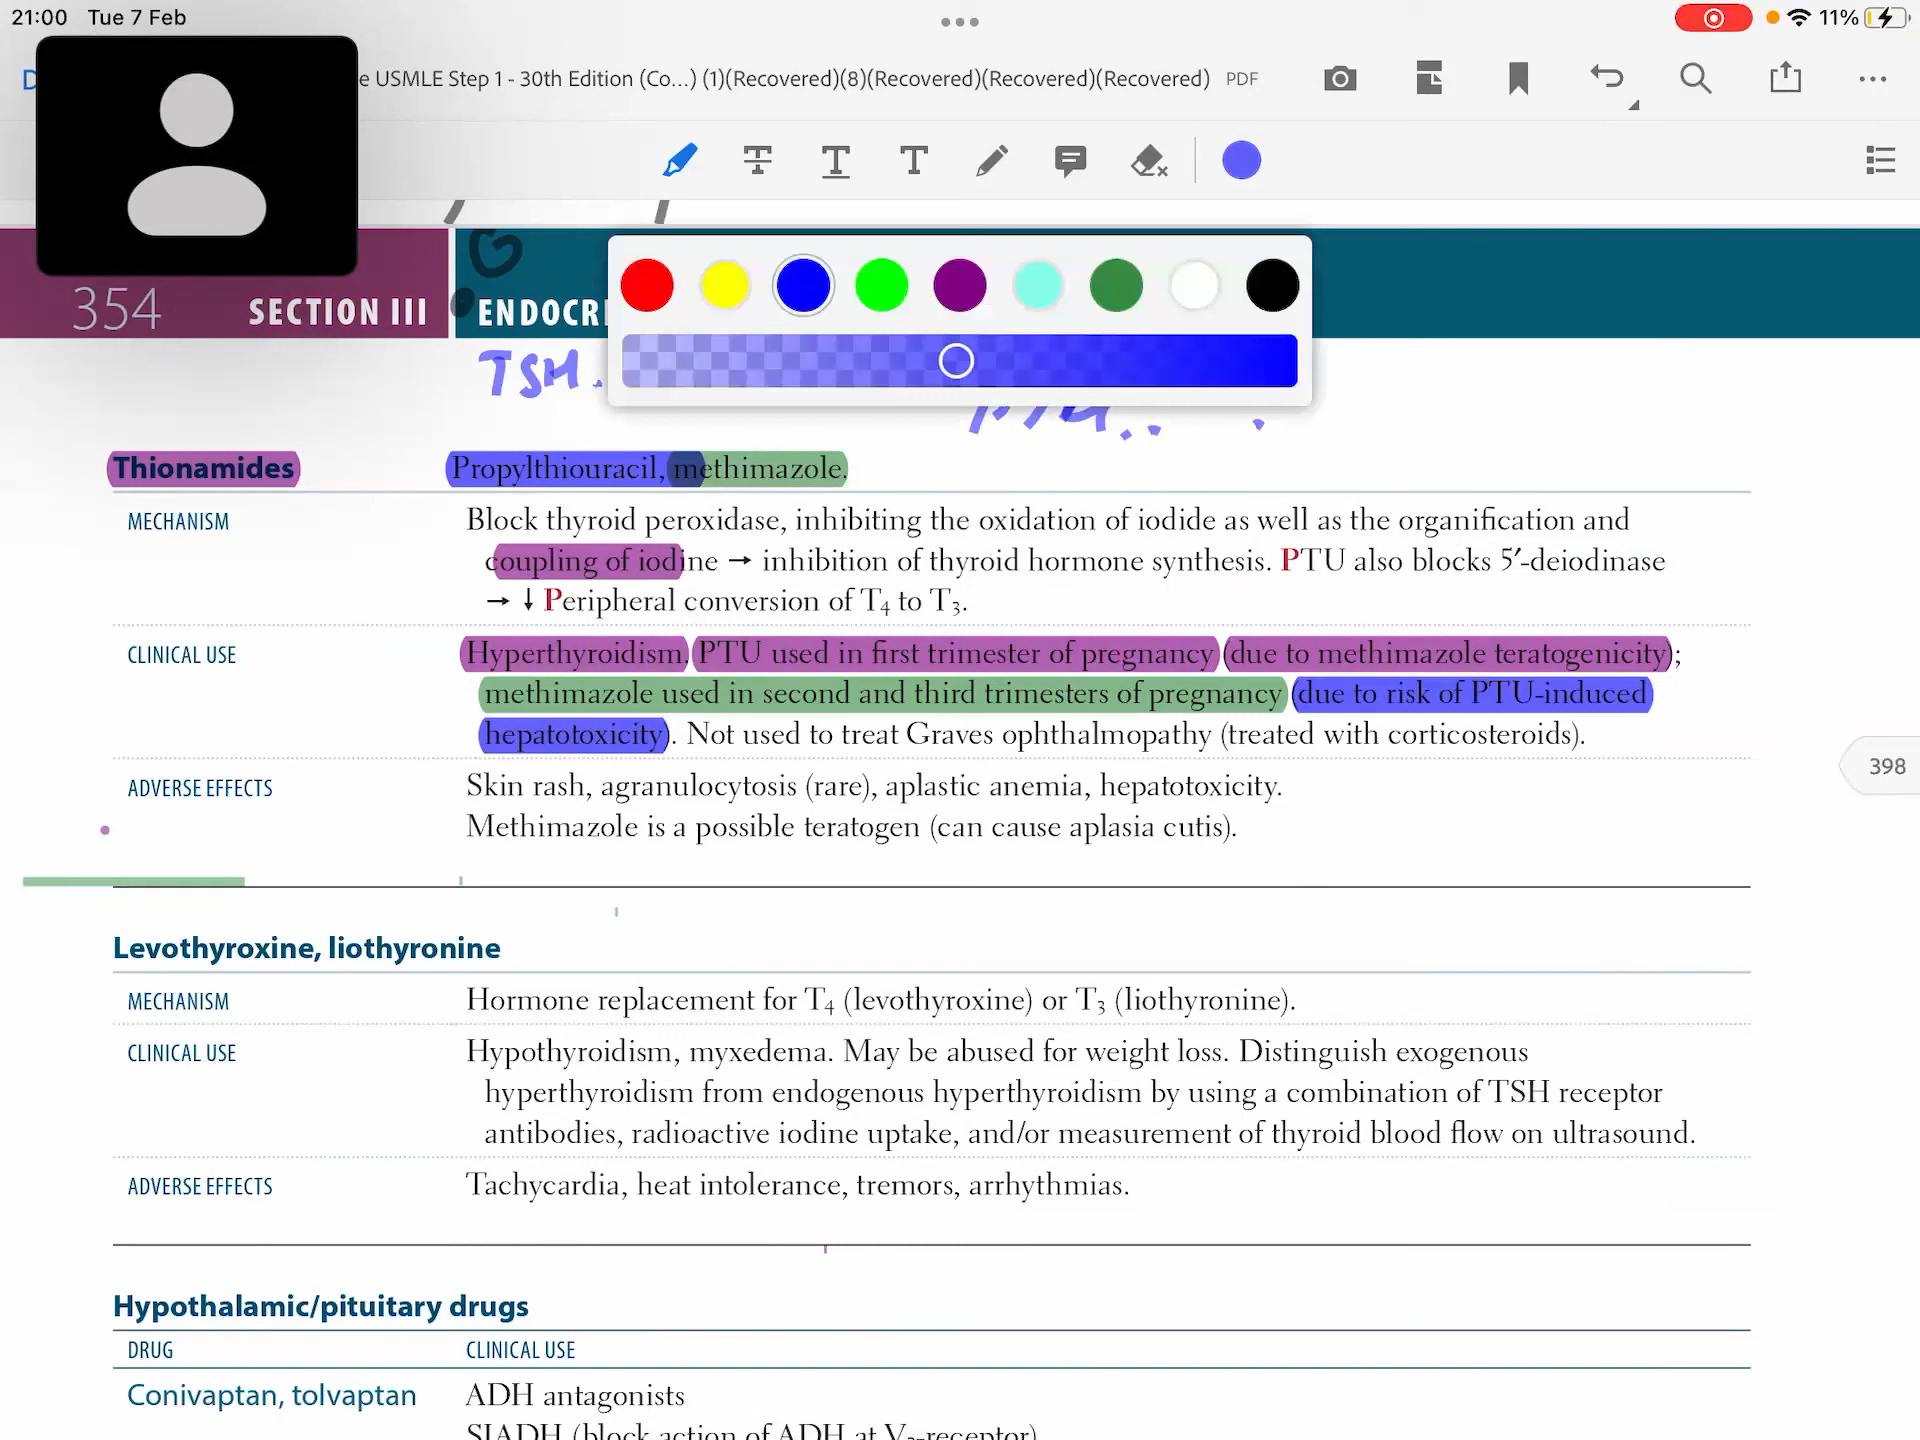 21:00 Tue 7 Feb
11%
e USMLE Step 1 - 30th Edition (Co...) (1)(Recovered)(8)(Recovered)(Recovered)(Recovered) PDF
354 SECTION III ENDOCRI
TSH.
Thionamides Propylthiouracil, methimazole.
MECHANISM Block thyroid peroxidase, inhibiting the oxidation of iodide as well as the organification and
coupling of iodine → inhibition of thyroid hormone synthesis. PTU also blocks 5′-deiodinase
→ ↓ Peripheral conversion of T₄ to T₃.
CLINICAL USE Hyperthyroidism. PTU used in first trimester of pregnancy (due to methimazole teratogenicity);
methimazole used in second and third trimesters of pregnancy (due to risk of PTU-induced
hepatotoxicity). Not used to treat Graves ophthalmopathy (treated with corticosteroids).
398
ADVERSE EFFECTS Skin rash, agranulocytosis (rare), aplastic anemia, hepatotoxicity.
Methimazole is a possible teratogen (can cause aplasia cutis).
Levothyroxine, liothyronine
MECHANISM Hormone replacement for T₄ (levothyroxine) or T₃ (liothyronine).
CLINICAL USE Hypothyroidism, myxedema. May be abused for weight loss. Distinguish exogenous
hyperthyroidism from endogenous hyperthyroidism by using a combination of TSH receptor
antibodies, radioactive iodine uptake, and/or measurement of thyroid blood flow on ultrasound.
ADVERSE EFFECTS Tachycardia, heat intolerance, tremors, arrhythmias.
Hypothalamic/pituitary drugs
DRUG CLINICAL USE
Conivaptan, tolvaptan ADH antagonists
SIADH (block action of ADH at V₂-receptor)